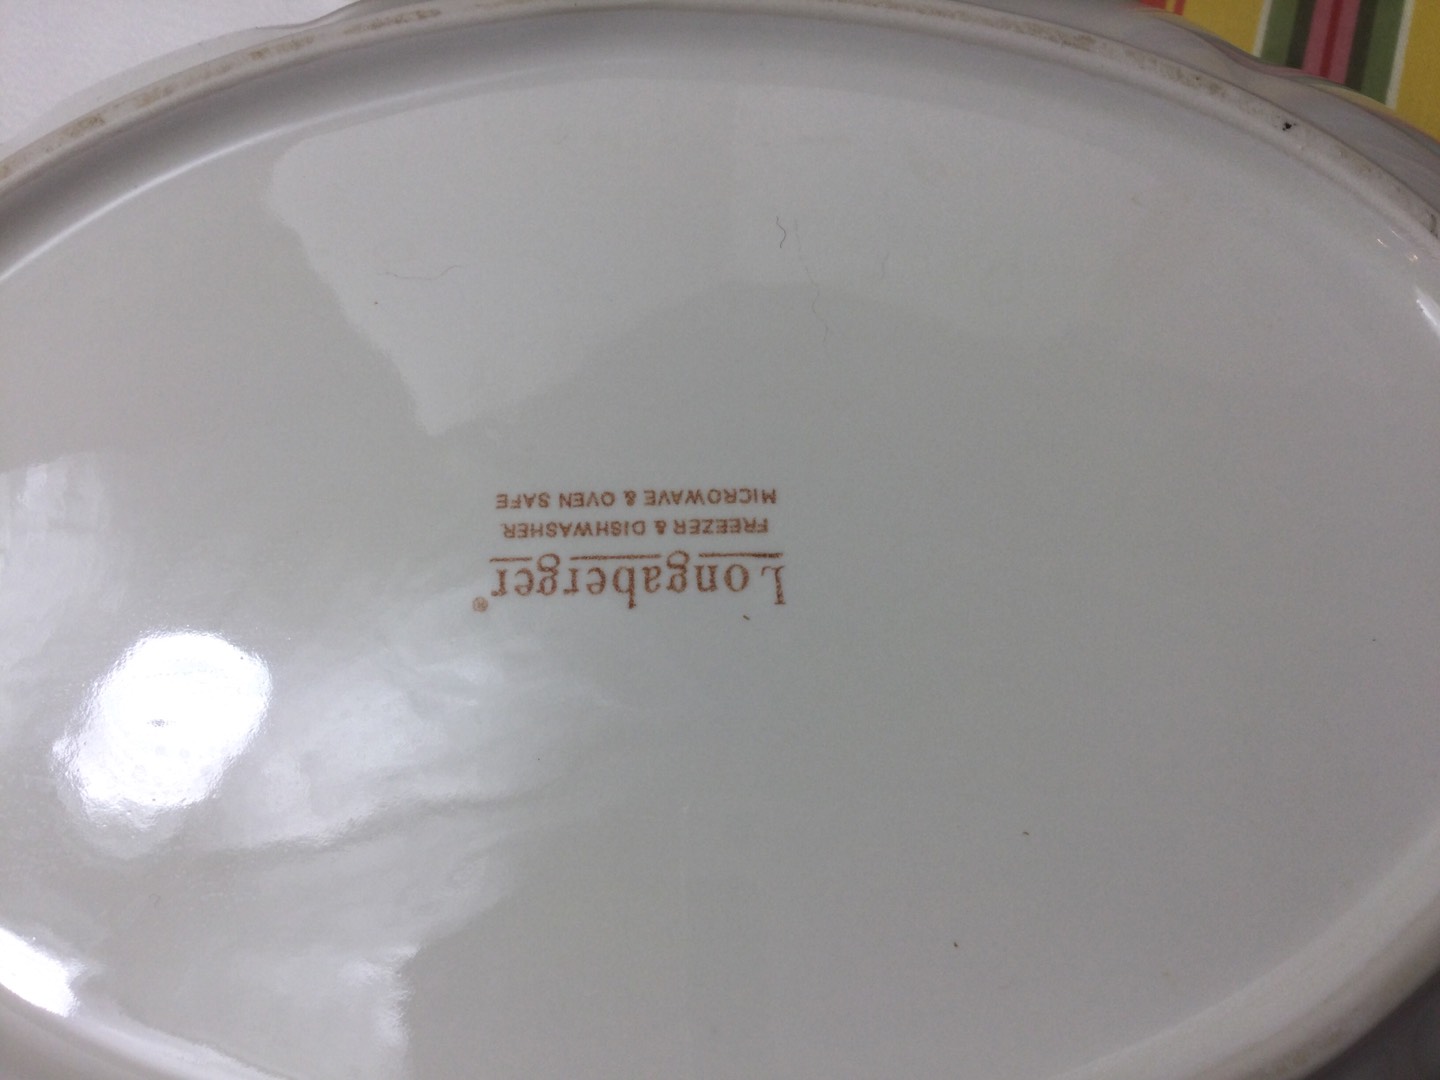 Longaberger®
FREEZER & DISHWASHER
MICROWAVE & OVEN SAFE